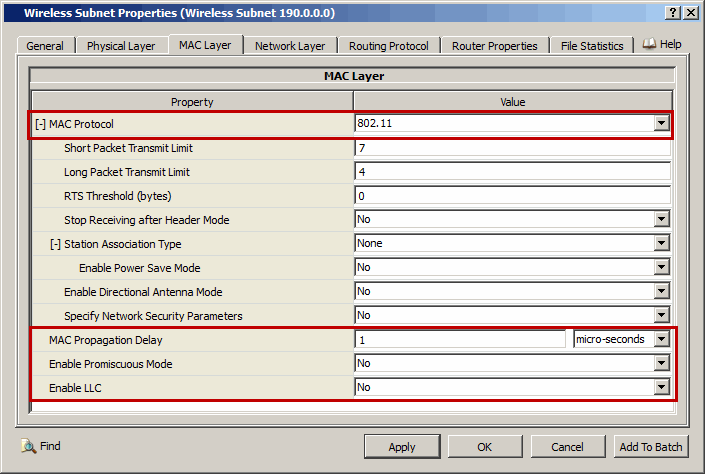 Wireless Subnet Properties (Wireless Subnet 190.0.0.0)
General Physical Layer MAC Layer Network Layer Routing Protocol Router Properties File Statistics Help
MAC Layer
Property Value
[-] MAC Protocol 802.11
Short Packet Transmit Limit 7
Long Packet Transmit Limit 4
RTS Threshold (bytes) 0
Stop Receiving after Header Mode No
[-] Station Association Type None
Enable Power Save Mode No
Enable Directional Antenna Mode No
Specify Network Security Parameters No
MAC Propagation Delay 1 micro-seconds
Enable Promiscuous Mode No
Enable LLC No
Find Apply OK Cancel Add To Batch